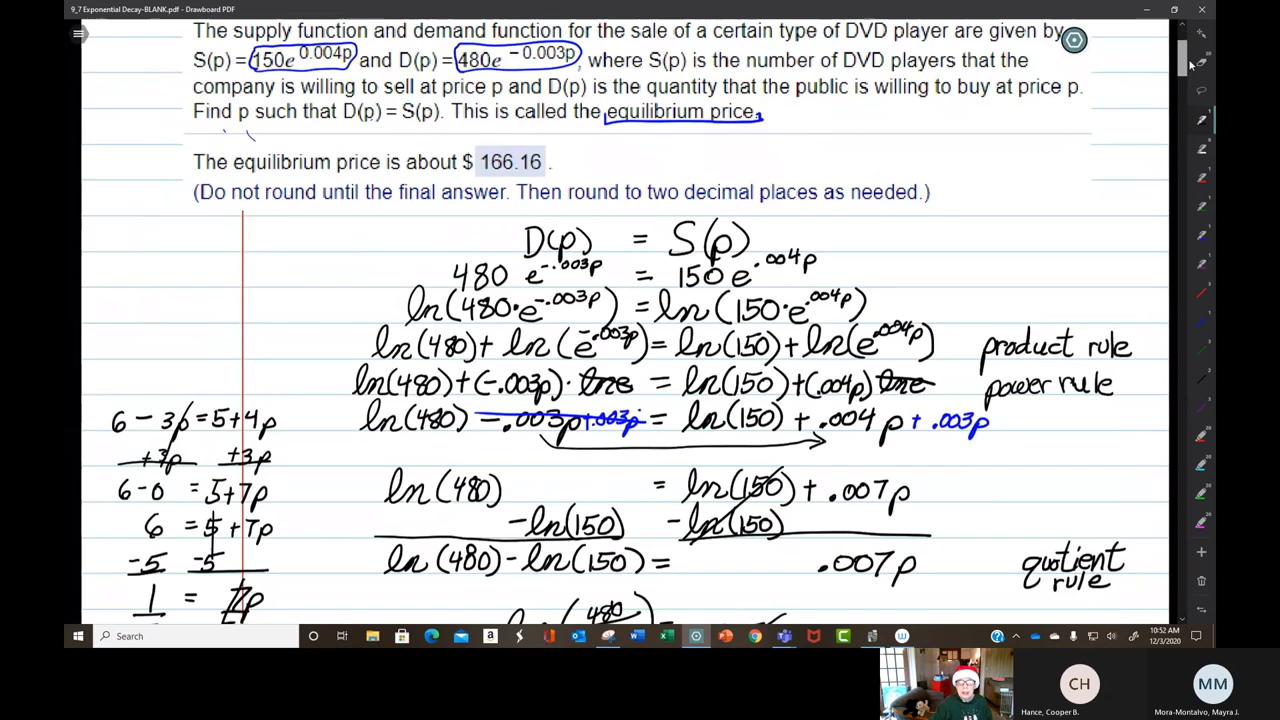 9_7 Exponential Decay-BLANK.pdf - Drawboard PDF
The supply function and demand function for the sale of a certain type of DVD player are given by
S(p) = 150e^0.004p and D(p) = 480e^−0.003p, where S(p) is the number of DVD players that the
company is willing to sell at price p and D(p) is the quantity that the public is willing to buy at price p.
Find p such that D(p) = S(p). This is called the equilibrium price.
The equilibrium price is about $ 166.16 .
(Do not round until the final answer. Then round to two decimal places as needed.)
D(p) = S(p)
480 e^-.003p = 150 e^.004p
ln(480·e^-.003p) = ln(150·e^.004p)
ln(480) + ln(e^-.003p) = ln(150) + ln(e^.004p) product rule
ln(480) + (-.003p) · lne = ln(150) + (.004p) lne power rule
ln(480) - .003p + .003p = ln(150) + .004p + .003p
ln(480) = ln(150) + .007p
- ln(150) - ln(150)
ln(480) - ln(150) = .007p quotient rule
ln(480
6 - 3p = 5 + 4p
+3p +3p
6 - 0 = 5 + 7p
6 = 5 + 7p
-5 -5
1 = 7p
Search
10:52 AM
12/3/2020
CH
Hance, Cooper B.
MM
Mora-Montalvo, Mayra J.